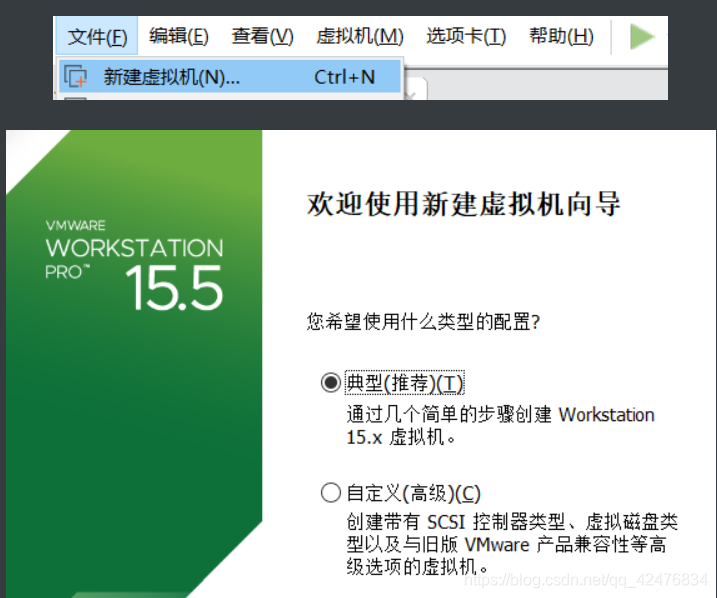 文件(F) 编辑(E) 查看(V) 虚拟机(M) 选项卡(T) 帮助(H)
新建虚拟机(N)... Ctrl+N
VMWARE
WORKSTATION
PRO™ 15.5
欢迎使用新建虚拟机向导
您希望使用什么类型的配置?
典型(推荐)(T)
通过几个简单的步骤创建 Workstation
15.x 虚拟机。
自定义(高级)(C)
创建带有 SCSI 控制器类型、虚拟磁盘类
型以及与旧版 VMware 产品兼容性等高
级选项的虚拟机。
https://blog.csdn.net/qq_42476834